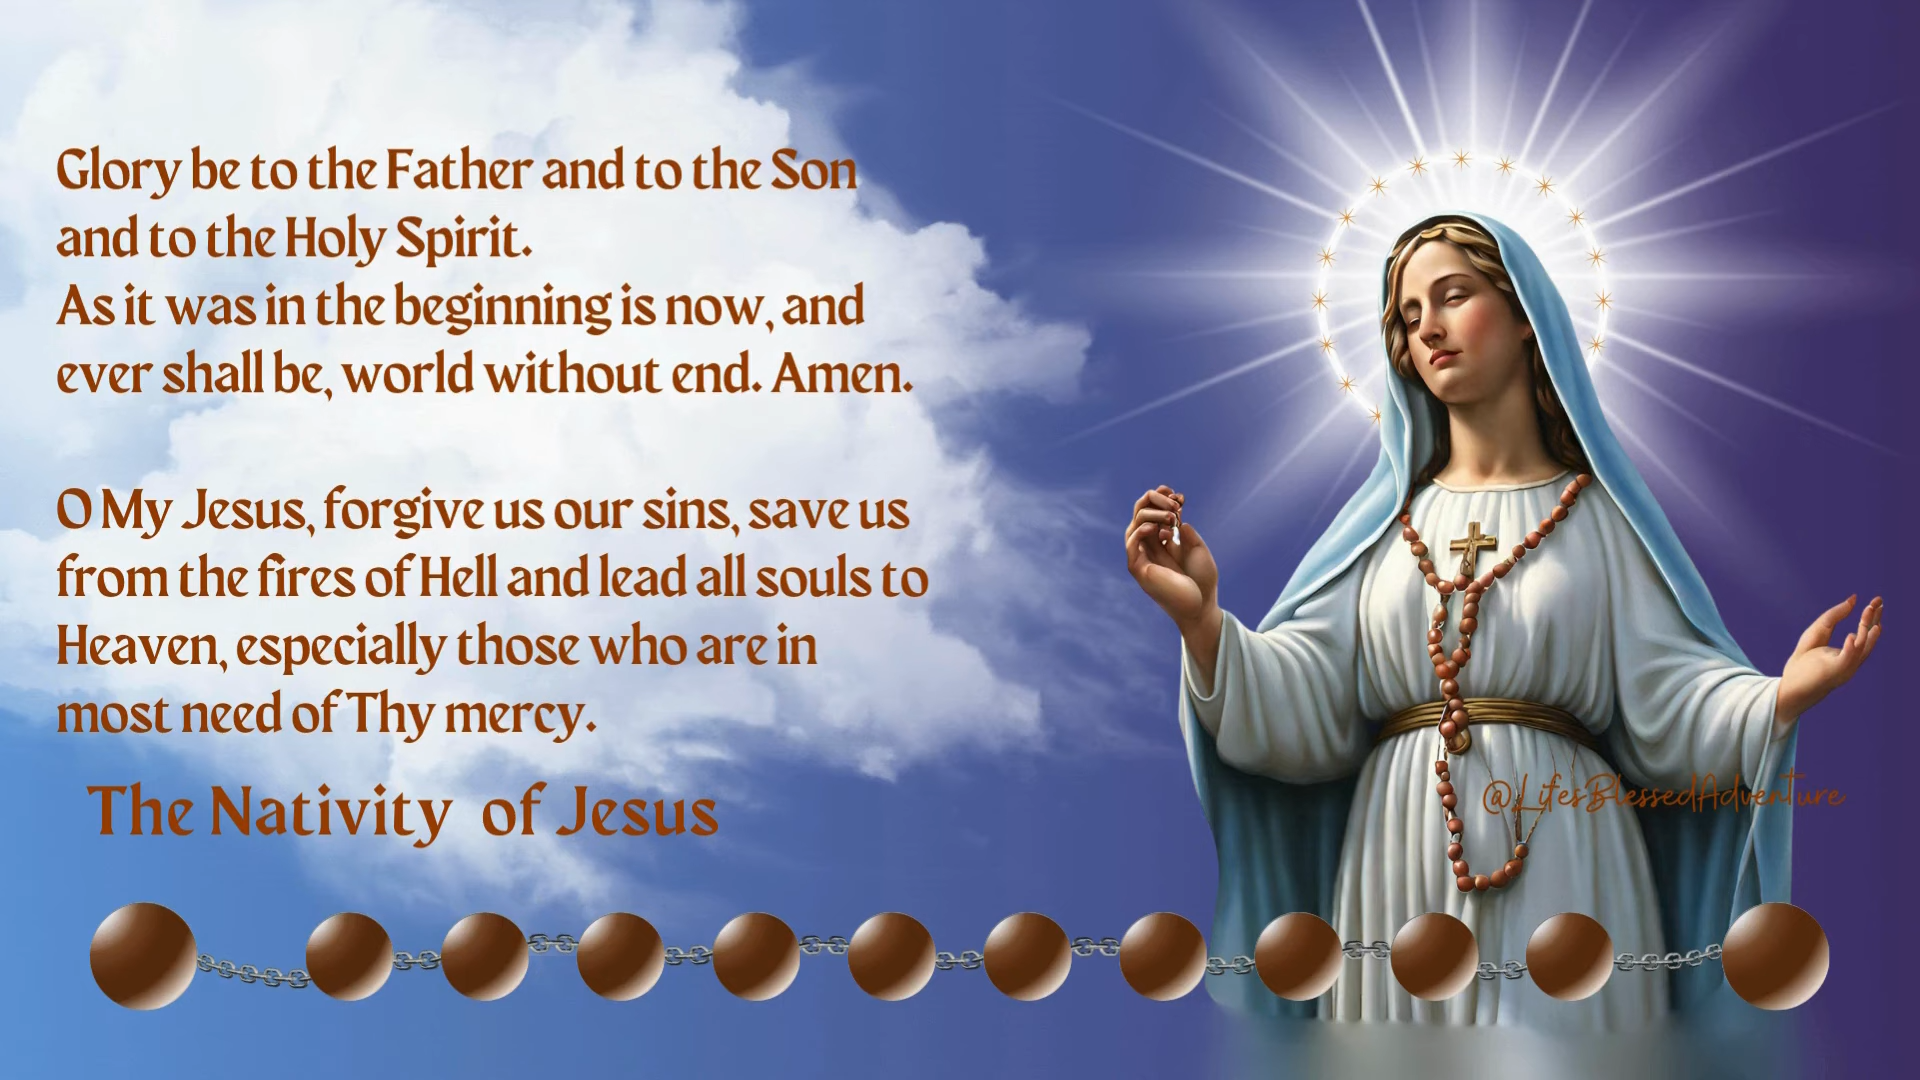 Glory be to the Father and to the Son
and to the Holy Spirit.
As it was in the beginning is now, and
ever shall be, world without end. Amen.
O My Jesus, forgive us our sins, save us
from the fires of Hell and lead all souls to
Heaven, especially those who are in
most need of Thy mercy.
The Nativity of Jesus
@LifesBlessedAdventure